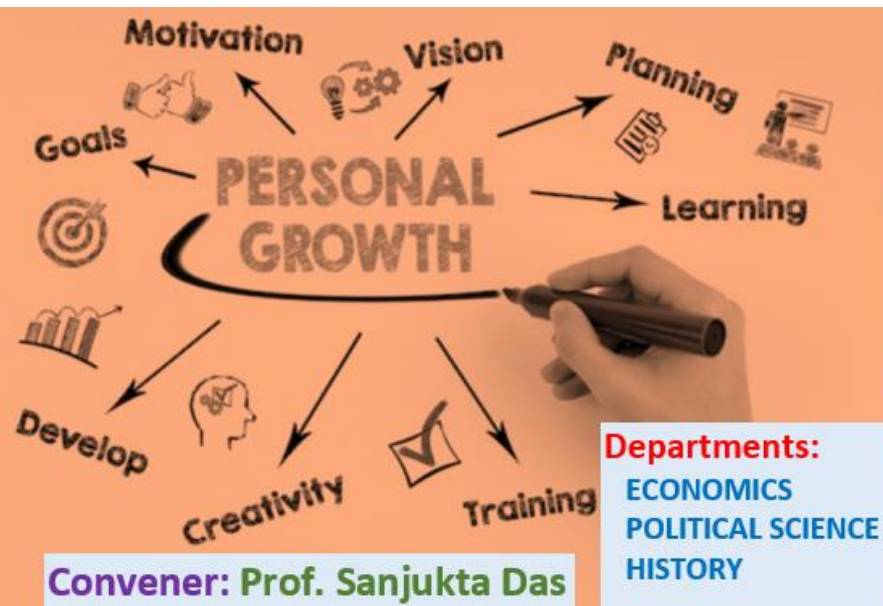 Motivation
Vision
Planning
Goals
PERSONAL
GROWTH
Learning
Develop
Creativity
Training
Departments:
ECONOMICS
POLITICAL SCIENCE
HISTORY
Convener: Prof. Sanjukta Das